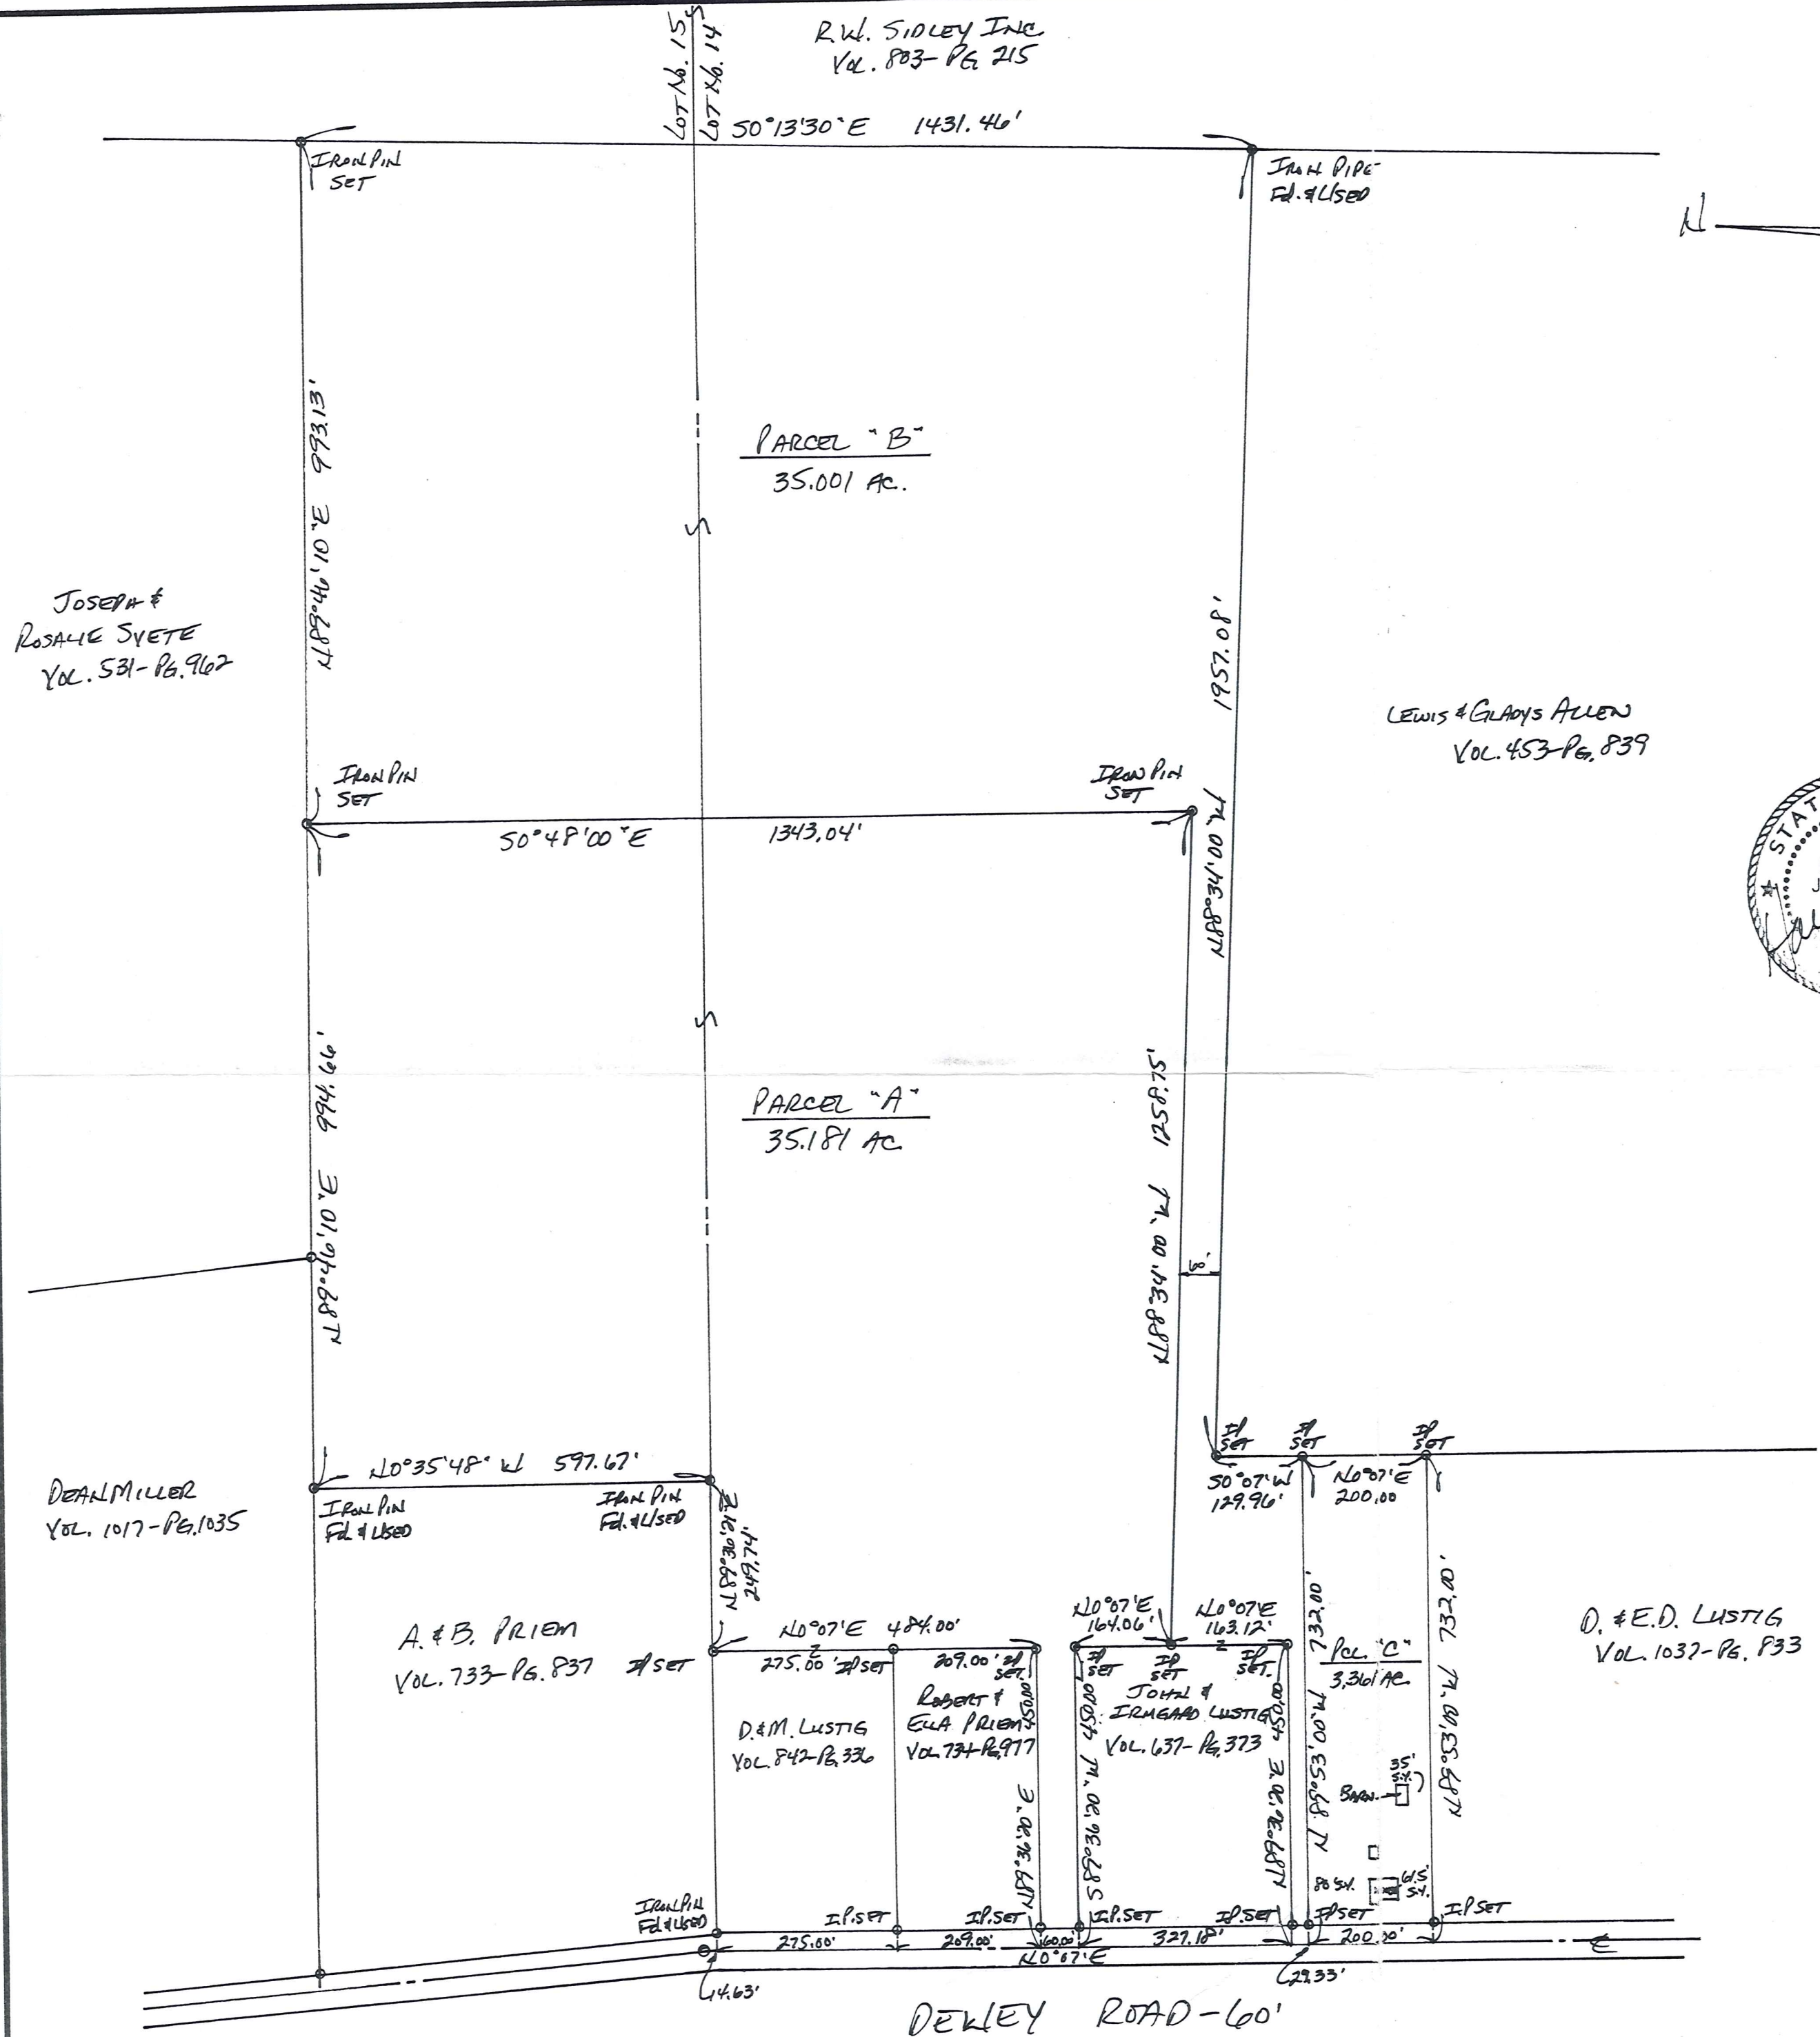 R.W. SIDLEY INC
VOL. 803-PG. 215
LOT No. 15
LOT No. 14
S0°13'30"E 1431.46'
IRON PIN
SET
IRON PIPE
Fd. & USED
N
PARCEL "B"
35.001 AC.
N89°46'10"E 993.13'
JOSEPH &
ROSALIE SVETE
VOL. 531-PG. 962
N88°34'00"W 1957.08'
LEWIS & GLADYS ALLEN
VOL. 453-PG. 839
STAT
IRON PIN
SET
IRON PIN
SET
S0°48'00"E 1343.04'
N89°46'10"E 994.66'
PARCEL "A"
35.181 AC.
N88°34'00"W 1258.75'
60'
IP
SET
IP
SET
IP
SET
S0°07'W
129.96'
N0°07'E
200.00
N0°35'48"W 597.67'
IRON PIN
Fd. & USED
IRON PIN
Fd. & USED
249.74'
DEAN MILLER
VOL. 1017-PG. 1035
A. & B. PRIEM
VOL. 733-PG. 837
IP SET
N0°07'E 484.00'
275.00'
IP SET
209.00'
IP
SET
N0°07'E
164.06'
N0°07'E
163.12'
IP
SET
IP
SET
IP
SET.
D. & M. LUSTIG
VOL. 842-PG. 336
ROBERT &
ELLA PRIEM
VOL. 734-PG. 977
N89°36'30"E 450.00'
S89°36'30"W 450.00'
JOHN &
IRMGARD LUSTIG
VOL. 637-PG. 373
N89°36'30"E 450.00'
N89°53'00"W 732.00'
PCL. "C"
3.361 AC.
N89°53'00"W 732.00'
BARN
35'
S.Y.
80 S.Y.
61.5'
S.Y.
D. & E.D. LUSTIG
VOL. 1037-PG. 833
IRON PIN
Fd & USED
I.P. SET
I.P. SET
I.P. SET
I.P. SET
IP SET
I.P SET
275.00'
209.00'
60.00'
327.18'
200.00'
N0°07'E
14.63'
29.33'
DEWEY ROAD-60'